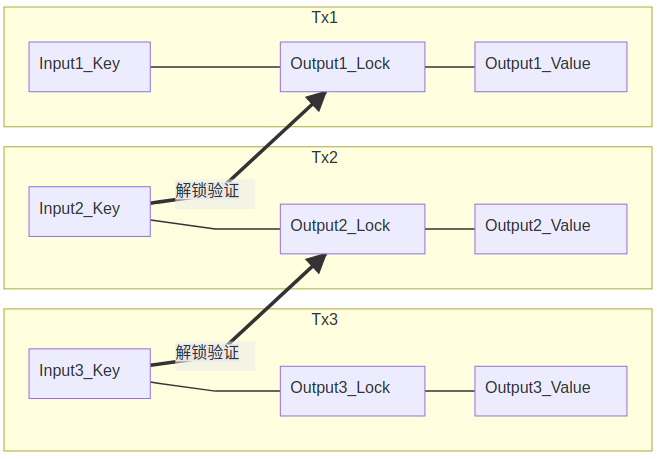 Tx1
Input1_Key
Output1_Lock
Output1_Value
Tx2
解锁验证
Input2_Key
Output2_Lock
Output2_Value
Tx3
解锁验证
Input3_Key
Output3_Lock
Output3_Value